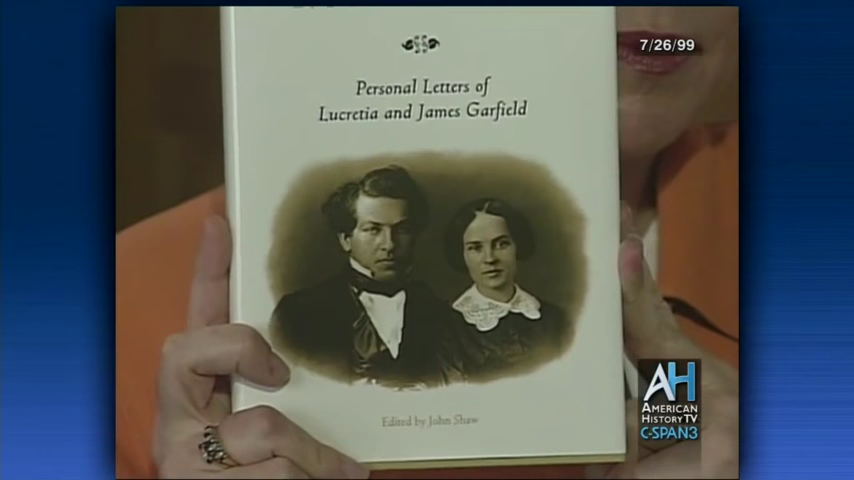 7/26/99
Personal Letters of
Lucretia and James Garfield
Edited by John Shaw
AH
AMERICAN
HISTORY TV
C-SPAN3